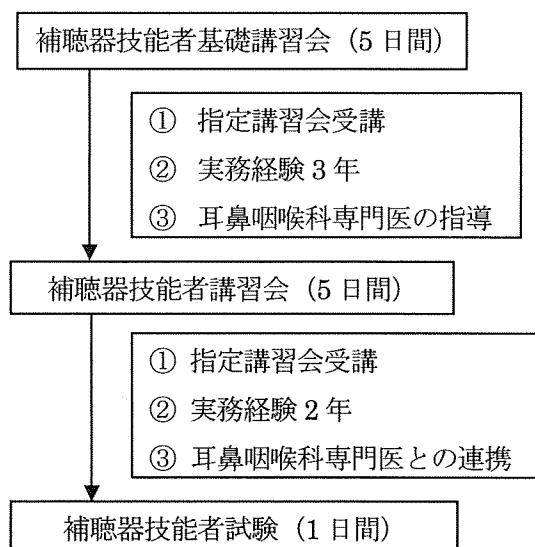 補聴器技能者基礎講習会（5 日間）
① 指定講習会受講
② 実務経験 3 年
③ 耳鼻咽喉科専門医の指導
補聴器技能者講習会（5 日間）
① 指定講習会受講
② 実務経験 2 年
③ 耳鼻咽喉科専門医との連携
補聴器技能者試験（1 日間）